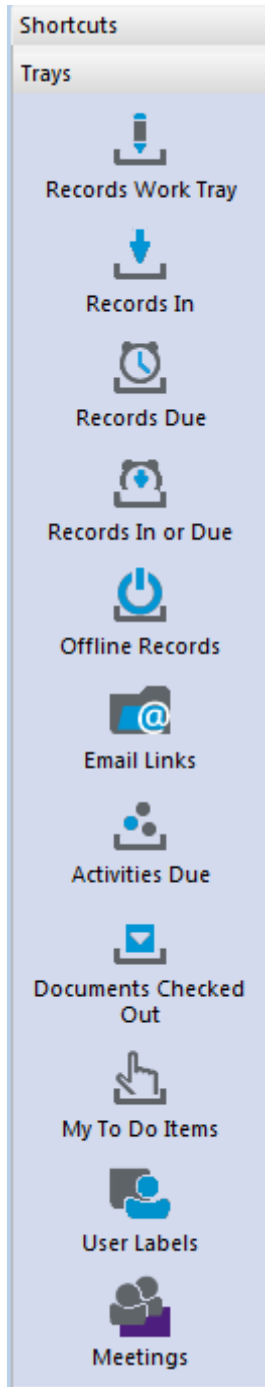 Shortcuts
Trays
Records Work Tray
Records In
Records Due
Records In or Due
Offline Records
@
Email Links
Activities Due
Documents Checked
Out
My To Do Items
User Labels
Meetings